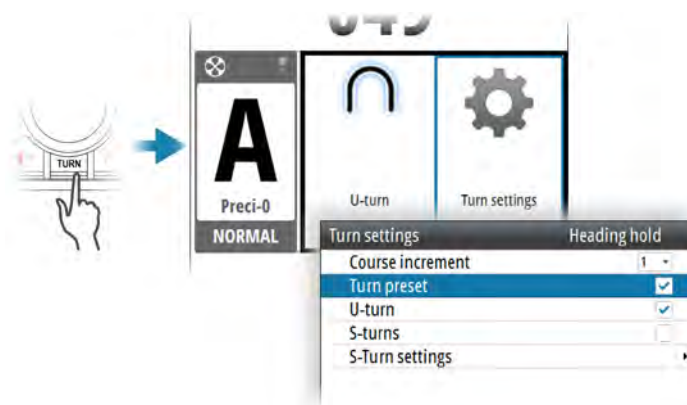 TURN
A
Preci-0
NORMAL
U-turn
Turn settings
Turn settings Heading hold
Course increment 1
Turn preset
U-turn
S-turns
S-Turn settings